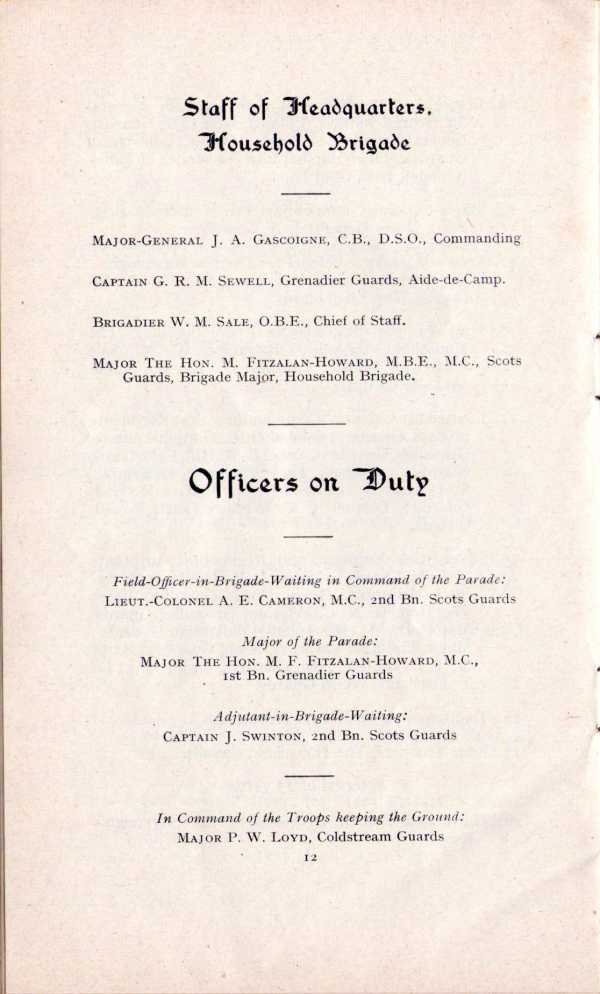 Staff of Headquarters,
Household Brigade
Major-General J. A. Gascoigne, C.B., D.S.O., Commanding
Captain G. R. M. Sewell, Grenadier Guards, Aide-de-Camp.
Brigadier W. M. Sale, O.B.E., Chief of Staff.
Major The Hon. M. Fitzalan-Howard, M.B.E., M.C., Scots
Guards, Brigade Major, Household Brigade.
Officers on Duty
Field-Officer-in-Brigade-Waiting in Command of the Parade:
Lieut.-Colonel A. E. Cameron, M.C., 2nd Bn. Scots Guards
Major of the Parade:
Major The Hon. M. F. Fitzalan-Howard, M.C.,
1st Bn. Grenadier Guards
Adjutant-in-Brigade-Waiting:
Captain J. Swinton, 2nd Bn. Scots Guards
In Command of the Troops keeping the Ground:
Major P. W. Loyd, Coldstream Guards
12